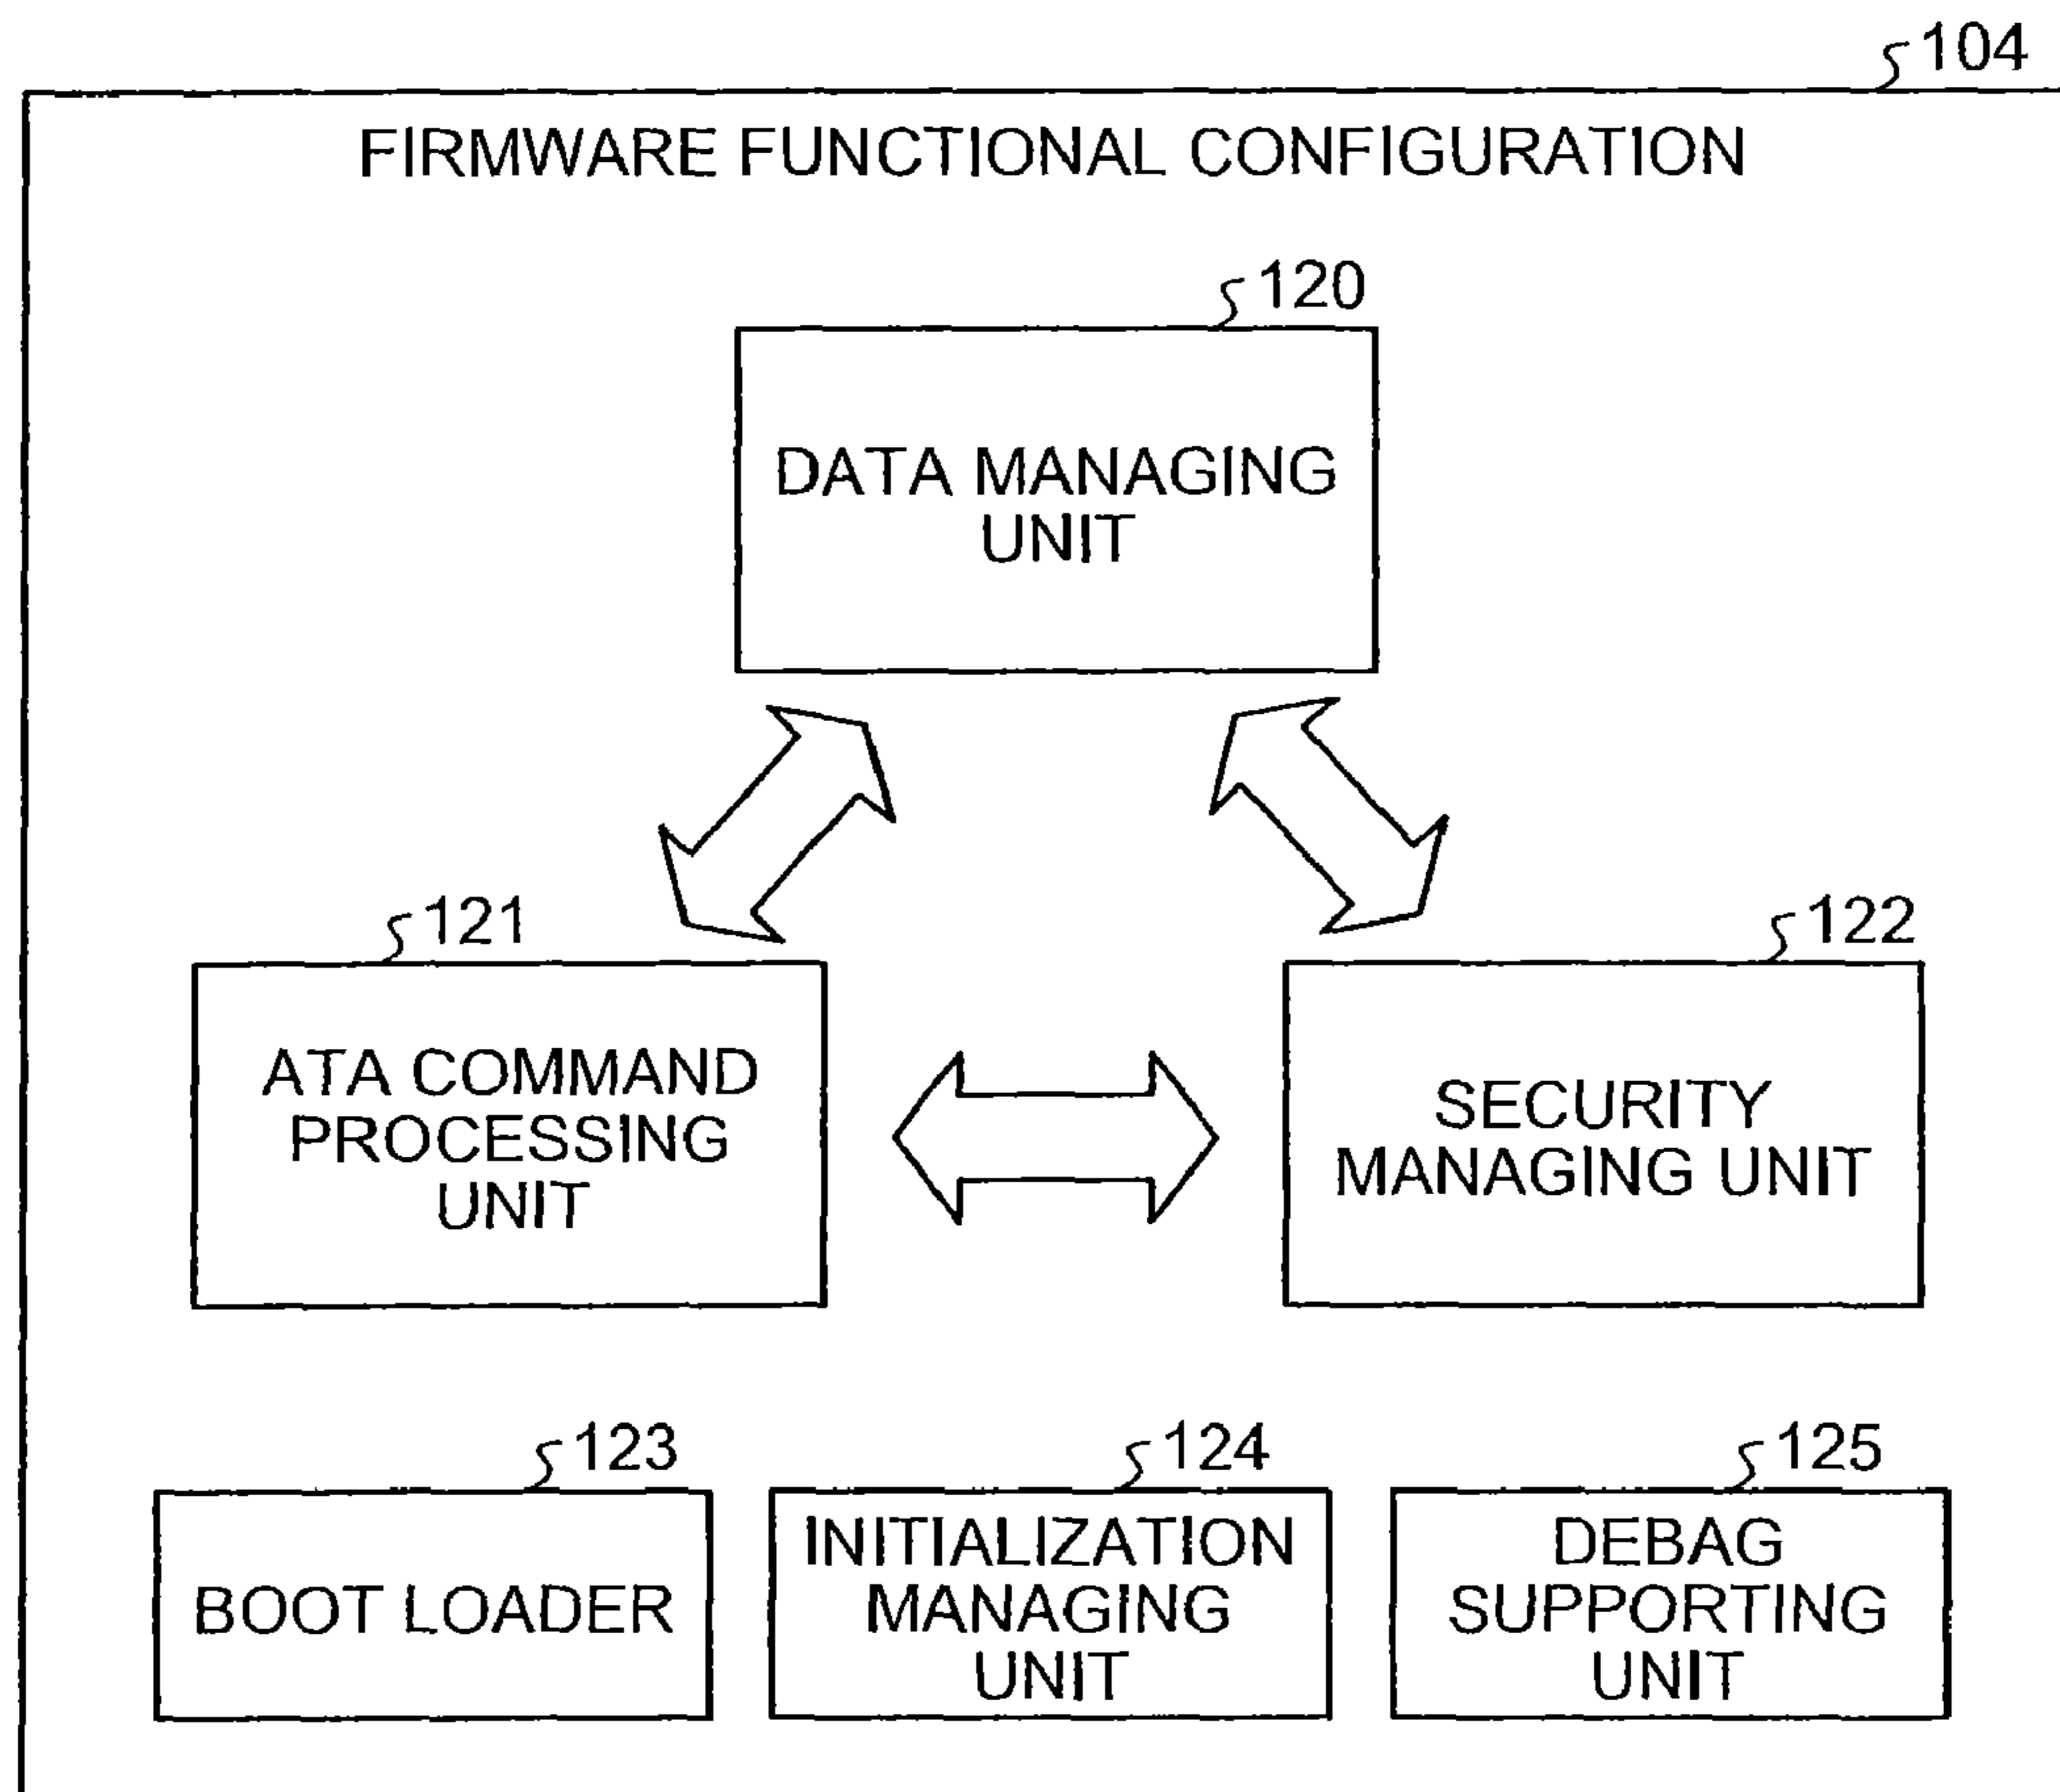 104
FIRMWARE FUNCTIONAL CONFIGURATION
120
DATA MANAGING
UNIT
121
ATA COMMAND
PROCESSING
UNIT
122
SECURITY
MANAGING UNIT
123
BOOT LOADER
124
INITIALIZATION
MANAGING
UNIT
125
DEBAG
SUPPORTING
UNIT